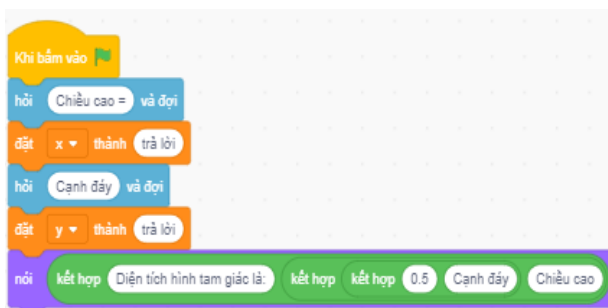 Khi bấm vào
hỏi Chiều cao = và đợi
đặt x thành trả lời
hỏi Cạnh đáy và đợi
đặt y thành trả lời
nói kết hợp Diện tích hình tam giác là: kết hợp kết hợp 0.5 Cạnh đáy Chiều cao